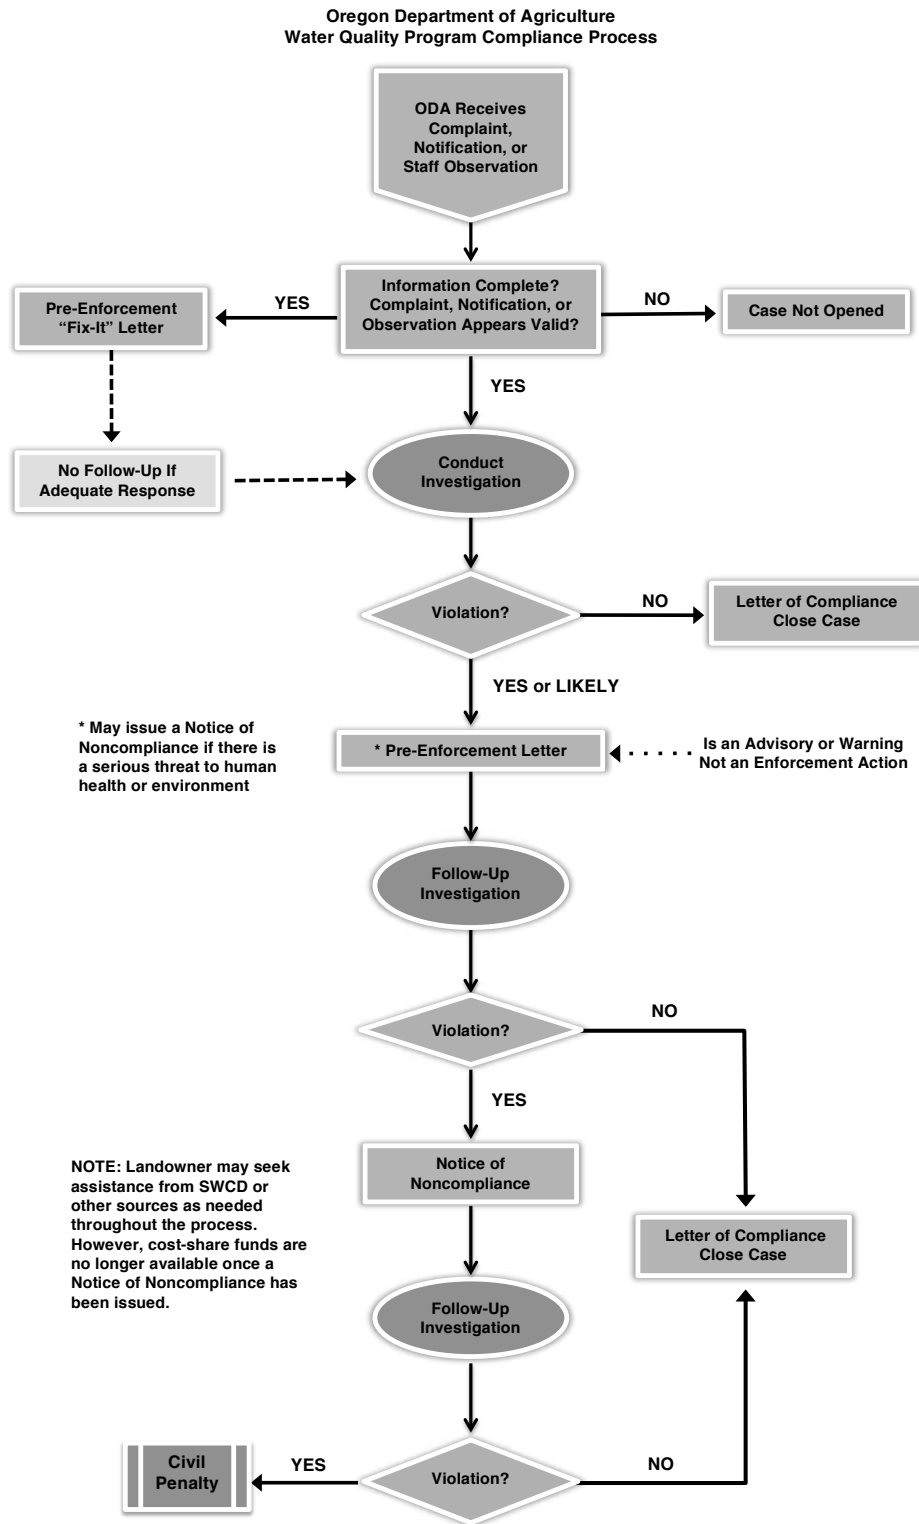 Oregon Department of Agriculture
Water Quality Program Compliance Process
ODA Receives
Complaint,
Notification, or
Staff Observation
Information Complete?
Complaint, Notification, or
Observation Appears Valid?
YES
Pre-Enforcement
“Fix-It” Letter
NO
Case Not Opened
YES
No Follow-Up If
Adequate Response
Conduct
Investigation
Violation?
NO
Letter of Compliance
Close Case
YES or LIKELY
* May issue a Notice of
Noncompliance if there is
a serious threat to human
health or environment
* Pre-Enforcement Letter
Is an Advisory or Warning
Not an Enforcement Action
Follow-Up
Investigation
Violation?
NO
YES
Notice of
Noncompliance
NOTE: Landowner may seek
assistance from SWCD or
other sources as needed
throughout the process.
However, cost-share funds are
no longer available once a
Notice of Noncompliance has
been issued.
Letter of Compliance
Close Case
Follow-Up
Investigation
Violation?
YES
Civil
Penalty
NO